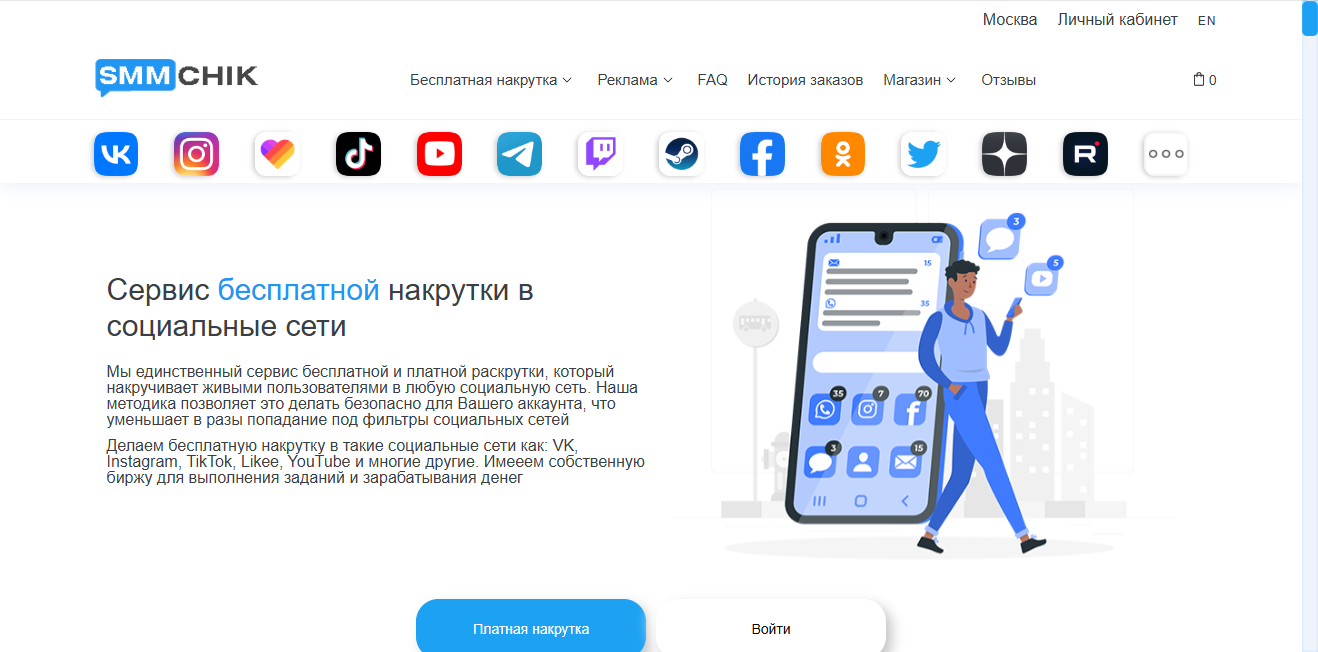 Москва Личный кабинет EN
SMMCHIK
Бесплатная накрутка Реклама FAQ История заказов Магазин Отзывы 0
Сервис бесплатной накрутки в
социальные сети
Мы единственный сервис бесплатной и платной раскрутки, который
накручивает живыми пользователями в любую социальную сеть. Наша
методика позволяет это делать безопасно для Вашего аккаунта, что
уменьшает в разы попадание под фильтры социальных сетей
Делаем бесплатную накрутку в такие социальные сети как: VK,
Instagram, TikTok, Likee, YouTube и многие другие. Имееем собственную
биржу для выполнения заданий и зарабатывания денег
3
5
15
35
35 7 70
3 15
Платная накрутка Войти